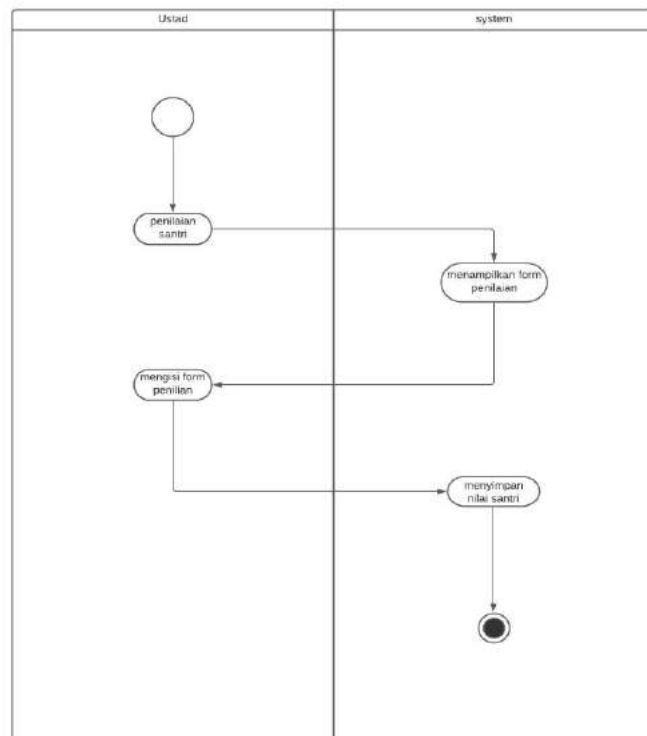 Ustad
system
penilaian
santri
menampilkan form
penilaian
mengisi form
penilian
menyimpan
nilai santri